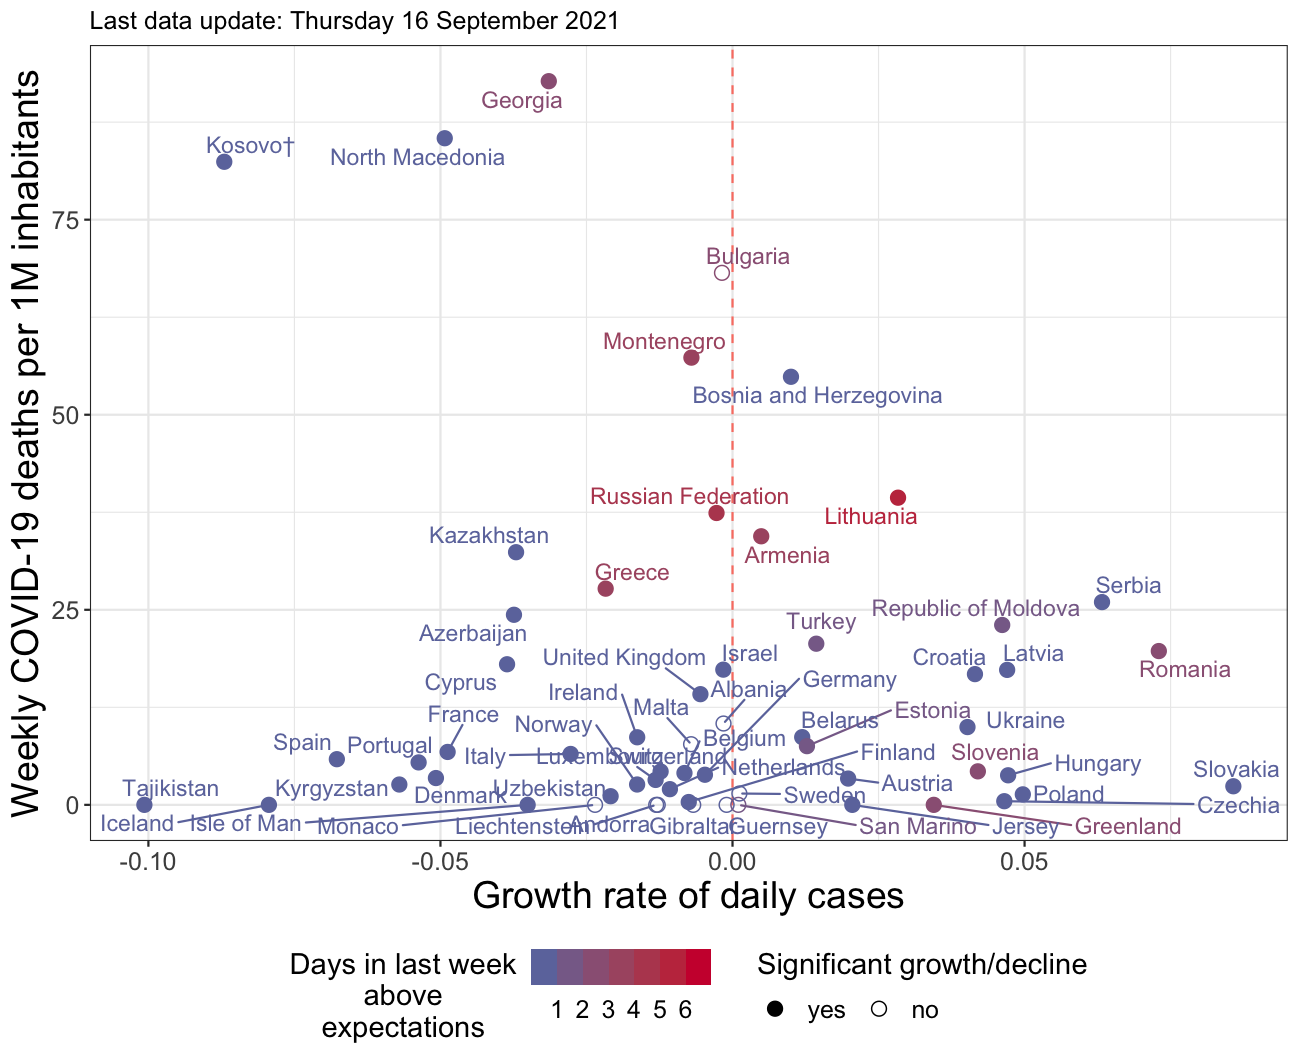 Last data update: Thursday 16 September 2021
Weekly COVID-19 deaths per 1M inhabitants
75
50
25
0
Georgia
Kosovo†
North Macedonia
Bulgaria
Montenegro
Bosnia and Herzegovina
Russian Federation
Lithuania
Kazakhstan
Armenia
Greece
Serbia
Republic of Moldova
Turkey
Azerbaijan
United Kingdom
Israel
Croatia
Latvia
Romania
Cyprus
Ireland
Albania
Germany
France
Malta
Estonia
Norway
Belarus
Ukraine
Spain
Portugal
Italy
Luxembourg
Switzerland
Belgium
Finland
Slovenia
Netherlands
Hungary
Slovakia
Tajikistan
Kyrgyzstan
Denmark
Uzbekistan
Sweden
Austria
Poland
Czechia
Iceland
Isle of Man
Monaco
Liechtenstein
Andorra
Gibraltar
Guernsey
San Marino
Jersey
Greenland
-0.10
-0.05
0.00
0.05
Growth rate of daily cases
Days in last week
above
expectations
1 2 3 4 5 6
Significant growth/decline
yes
no